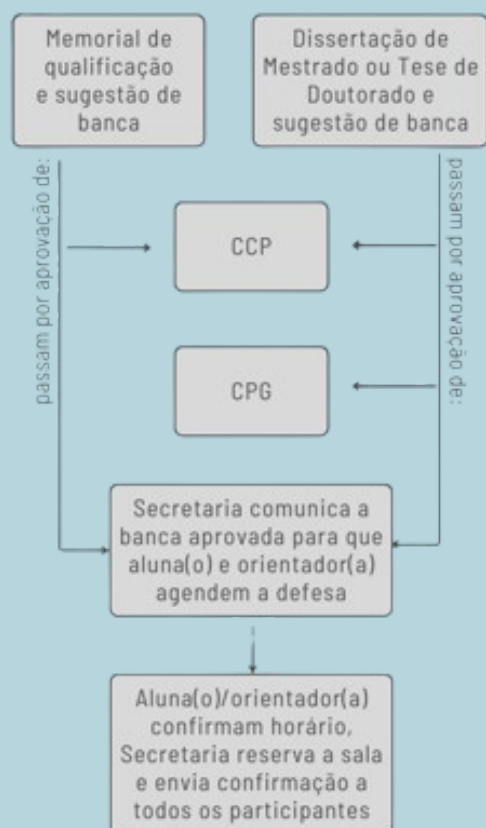 Memorial de
qualificação
e sugestão de
banca
Dissertação de
Mestrado ou Tese de
Doutorado e
sugestão de banca
passam por aprovação de:
passam por aprovação de:
CCP
CPG
Secretaria comunica a
banca aprovada para que
aluna(o) e orientador(a)
agendem a defesa
Aluna(o)/orientador(a)
confirmam horário,
Secretaria reserva a sala
e envia confirmação a
todos os participantes